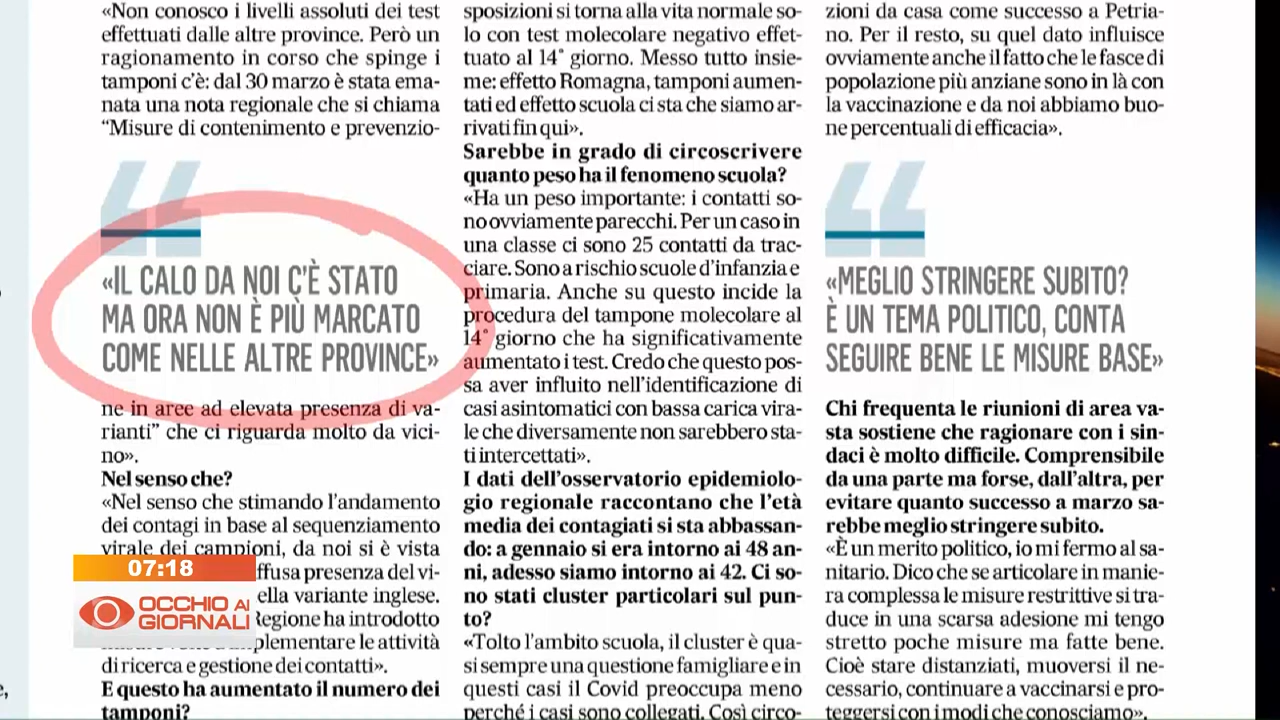 «Non conosco i livelli assoluti dei test
effettuati dalle altre province. Però un
ragionamento in corso che spinge i
tamponi c'è: dal 30 marzo è stata ema-
nata una nota regionale che si chiama
“Misure di contenimento e prevenzio-
«IL CALO DA NOI C'È STATO
MA ORA NON È PIÙ MARCATO
COME NELLE ALTRE PROVINCE»
ne in aree ad elevata presenza di va-
rianti” che ci riguarda molto da vici-
no».
Nel senso che?
«Nel senso che stimando l'andamento
dei contagi in base al sequenziamento
virale dei campioni, da noi si è vista
ffusa presenza del vi-
ella variante inglese.
Regione ha introdotto
plementare le attività
di ricerca e gestione dei contatti».
E questo ha aumentato il numero dei
tamponi?
sposizioni si torna alla vita normale so-
lo con test molecolare negativo effet-
tuato al 14° giorno. Messo tutto insie-
me: effetto Romagna, tamponi aumen-
tati ed effetto scuola ci sta che siamo ar-
rivati fin qui».
Sarebbe in grado di circoscrivere
quanto peso ha il fenomeno scuola?
«Ha un peso importante: i contatti so-
no ovviamente parecchi. Per un caso in
una classe ci sono 25 contatti da trac-
ciare. Sono a rischio scuole d'infanzia e
primaria. Anche su questo incide la
procedura del tampone molecolare al
14° giorno che ha significativamente
aumentato i test. Credo che questo pos-
sa aver influito nell'identificazione di
casi asintomatici con bassa carica vira-
le che diversamente non sarebbero sta-
ti intercettati».
I dati dell'osservatorio epidemiolo-
gio regionale raccontano che l'età
media dei contagiati si sta abbassan-
do: a gennaio si era intorno ai 48 an-
ni, adesso siamo intorno ai 42. Ci so-
no stati cluster particolari sul pun-
to?
«Tolto l'ambito scuola, il cluster è qua-
si sempre una questione famigliare e in
questi casi il Covid preoccupa meno
perché i casi sono collegati. Così circo-
zioni da casa come successo a Petria-
no. Per il resto, su quel dato influisce
ovviamente anche il fatto che le fasce di
popolazione più anziane sono in là con
la vaccinazione e da noi abbiamo buo-
ne percentuali di efficacia».
«MEGLIO STRINGERE SUBITO?
È UN TEMA POLITICO, CONTA
SEGUIRE BENE LE MISURE BASE»
Chi frequenta le riunioni di area va-
sta sostiene che ragionare con i sin-
daci è molto difficile. Comprensibile
da una parte ma forse, dall'altra, per
evitare quanto successo a marzo sa-
rebbe meglio stringere subito.
«È un merito politico, io mi fermo al sa-
nitario. Dico che se articolare in manie-
ra complessa le misure restrittive si tra-
duce in una scarsa adesione mi tengo
stretto poche misure ma fatte bene.
Cioè stare distanziati, muoversi il ne-
cessario, continuare a vaccinarsi e pro-
teggersi con i modi che conosciamo».
07:18
OCCHIO AI
GIORNALI